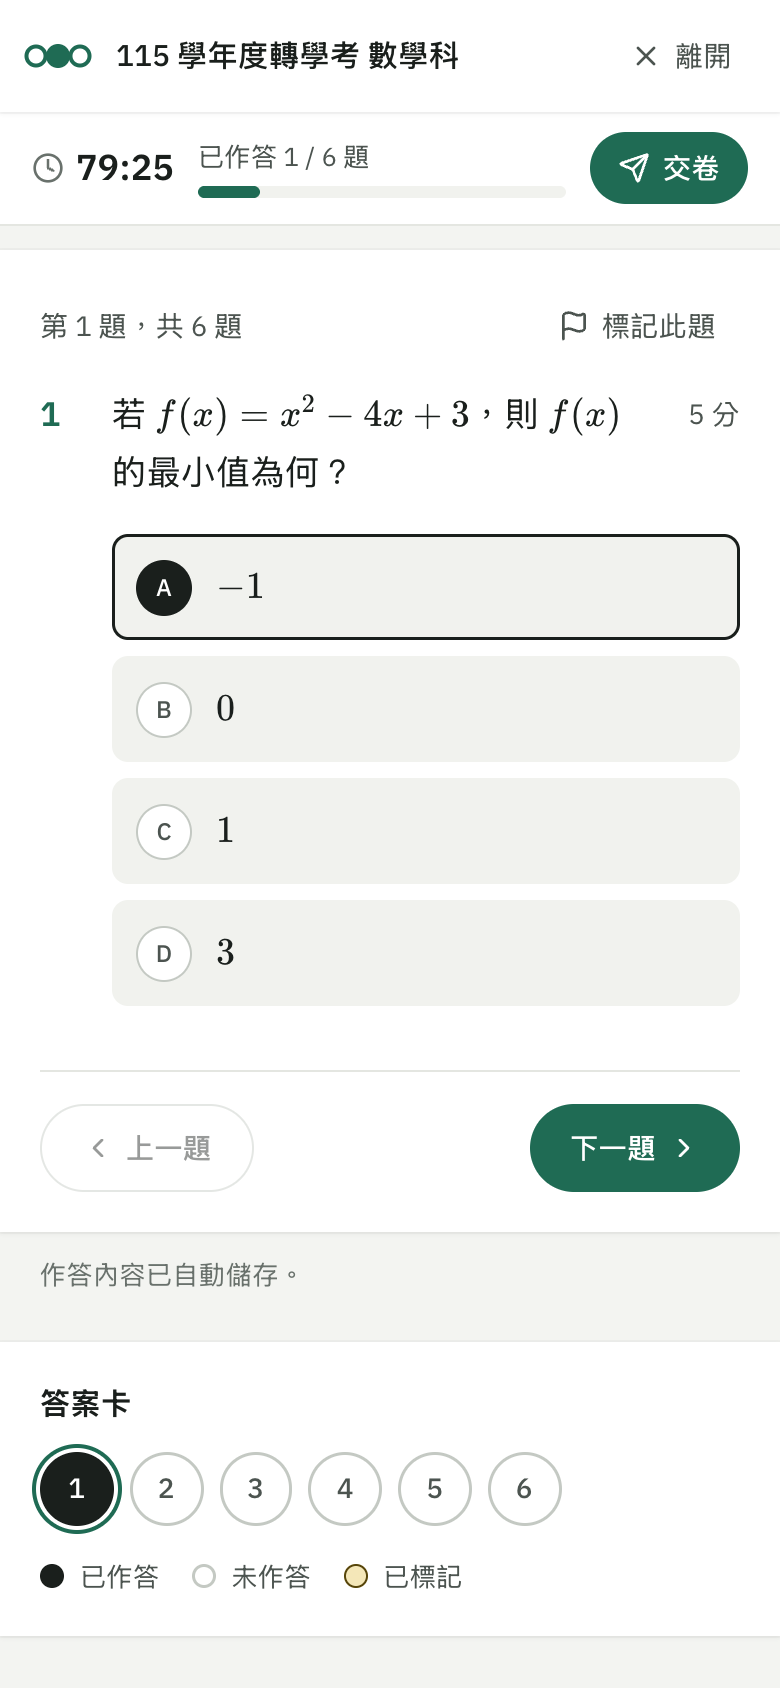 115 學年度轉學考 數學科
離開
79:25
已作答 1 / 6 題
交卷
第 1 題，共 6 題
標記此題
1 若 f(x) = x² − 4x + 3，則 f(x) 5 分
的最小值為何？
A −1
B 0
C 1
D 3
上一題
下一題
作答內容已自動儲存。
答案卡
1 2 3 4 5 6
已作答 未作答 已標記